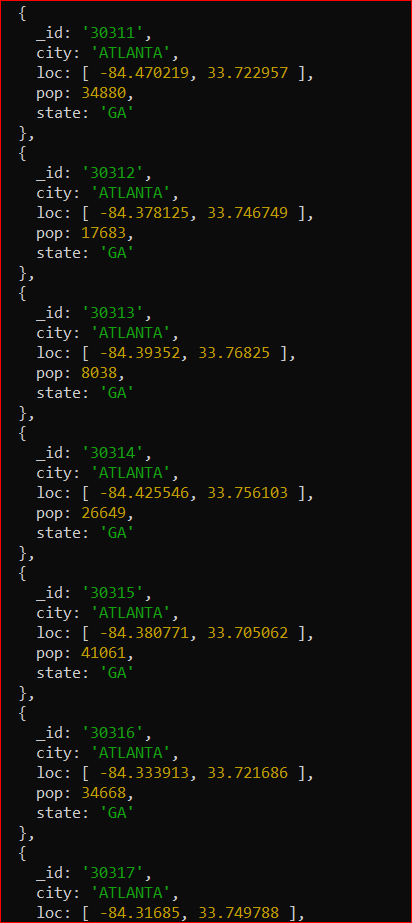 {
_id: '30311',
city: 'ATLANTA',
loc: [ -84.470219, 33.722957 ],
pop: 34880,
state: 'GA'
},
{
_id: '30312',
city: 'ATLANTA',
loc: [ -84.378125, 33.746749 ],
pop: 17683,
state: 'GA'
},
{
_id: '30313',
city: 'ATLANTA',
loc: [ -84.39352, 33.76825 ],
pop: 8038,
state: 'GA'
},
{
_id: '30314',
city: 'ATLANTA',
loc: [ -84.425546, 33.756103 ],
pop: 26649,
state: 'GA'
},
{
_id: '30315',
city: 'ATLANTA',
loc: [ -84.380771, 33.705062 ],
pop: 41061,
state: 'GA'
},
{
_id: '30316',
city: 'ATLANTA',
loc: [ -84.333913, 33.721686 ],
pop: 34668,
state: 'GA'
},
{
_id: '30317',
city: 'ATLANTA',
loc: [ -84.31685, 33.749788 ],